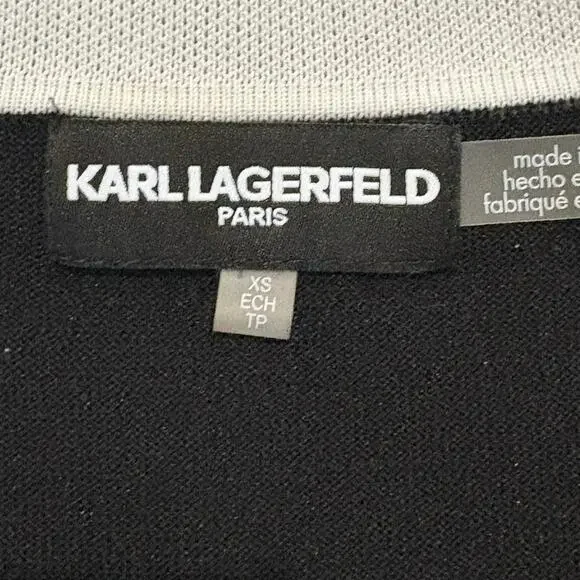 KARL LAGERFELD
PARIS
XS
ECH
TP
made
hecho
fabriqué